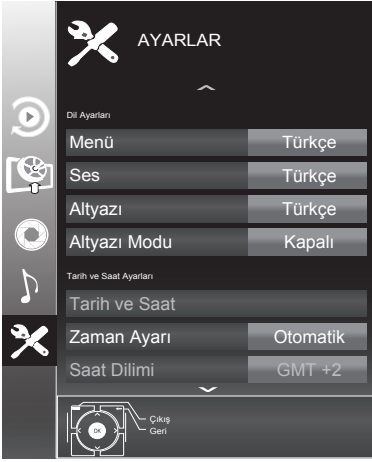 AYARLAR
Dil Ayarları
Menü Türkçe
Ses Türkçe
Altyazı Türkçe
Altyazı Modu Kapalı
Tarih ve Saat Ayarları
Tarih ve Saat
Zaman Ayarı Otomatik
Saat Dilimi GMT +2
Çıkış
OK Geri